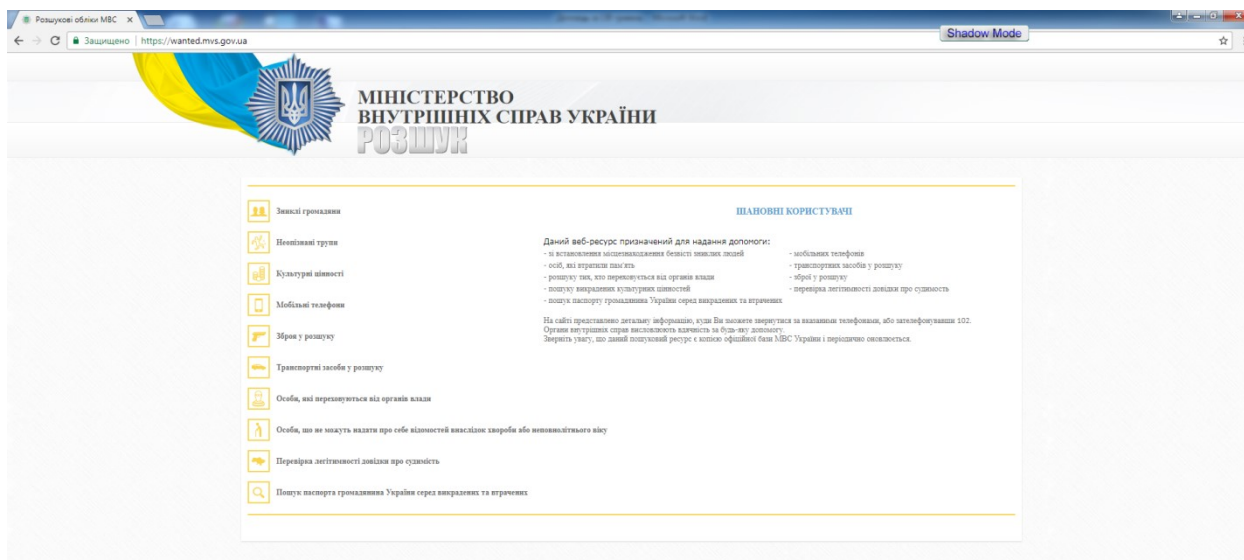 Розшукові обліки МВС
Shadow Mode
Защищено | https://wanted.mvs.gov.ua
МІНІСТЕРСТВО
ВНУТРІШНІХ СПРАВ УКРАЇНИ
РОЗШУК
Зниклі громадяни
Неопізнані трупи
Культурні цінності
Мобільні телефони
Зброя у розшуку
Транспортні засоби у розшуку
Особи, які переховуються від органів влади
Особи, що не можуть надати про себе відомостей внаслідок хвороби або неповнолітнього віку
Перевірка легітимності довідки про судимість
Пошук паспорта громадянина України серед викрадених та втрачених
ШАНОВНІ КОРИСТУВАЧІ
Даний веб-ресурс призначений для надання допомоги:
- зі встановлення місцезнаходження безвісті зниклих людей
- осіб, які втратили пам'ять
- розшуку тих, хто переховується від органів влади
- пошуку викрадених культурних цінностей
- пошук паспорту громадянина України серед викрадених та втрачених
- мобільних телефонів
- транспортних засобів у розшуку
- зброї у розшуку
- перевірка легітимності довідки про судимость
На сайті представлено детальну інформацію, куди Ви зможете звернутися за вказаними телефонами, або зателефонувавши 102.
Органи внутрішніх справ висловлюють вдячність за будь-яку допомогу.
Зверніть увагу, що даний пошуковий ресурс є копією офіційної бази МВС України і періодично оновлюється.